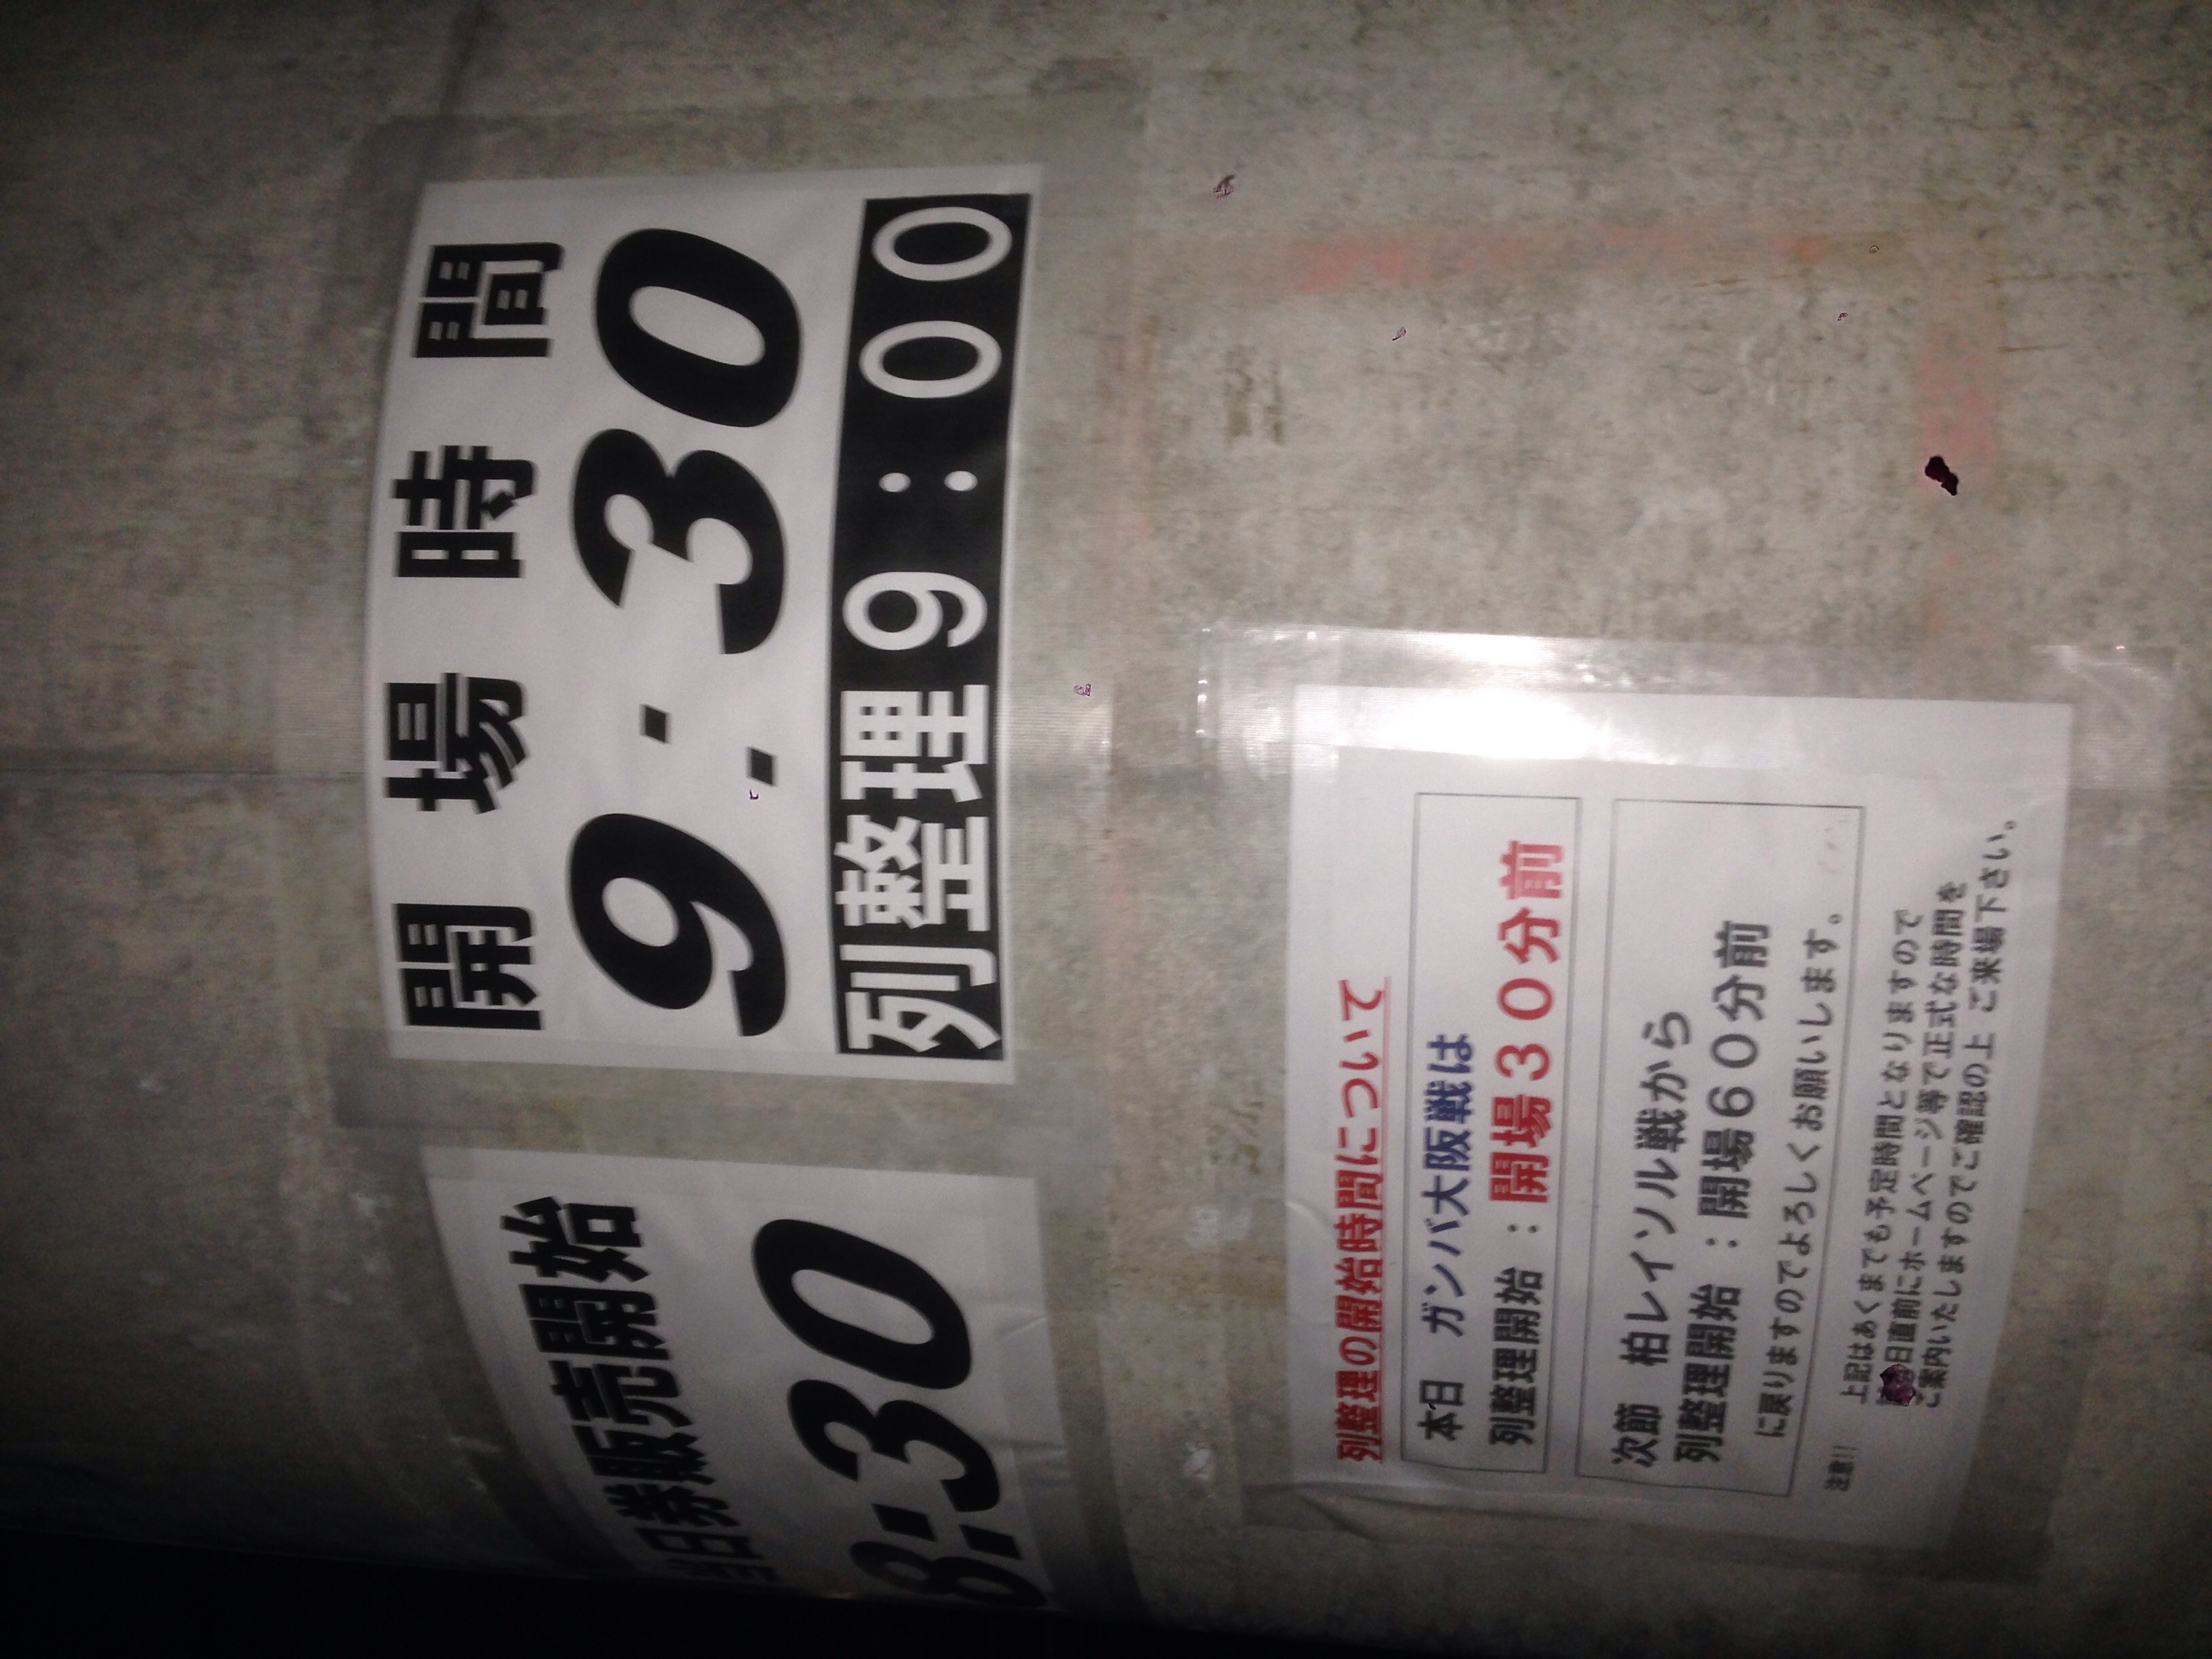 当日券販売開始
8:30
開場時間
9:30
列整理9:00
列整理の開始時間について
本日 ガンバ大阪戦は
列整理開始 : 開場30分前
次節 柏レイソル戦から
列整理開始 : 開場60分前
に戻りますのでよろしくお願いします。
注意!! 上記はあくまでも予定時間となりますので
日直前にホームページ等で正式な時間を
ご案内いたしますのでご確認の上 ご来場下さい。